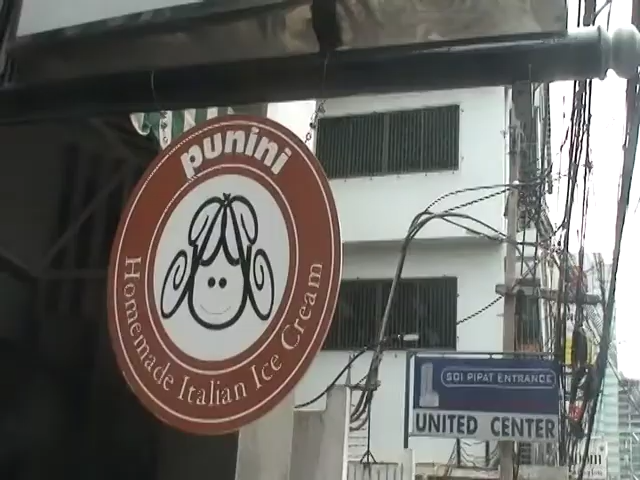 punini
Homemade Italian Ice Cream
SOI PIPAT ENTRANCE
UNITED CENTER